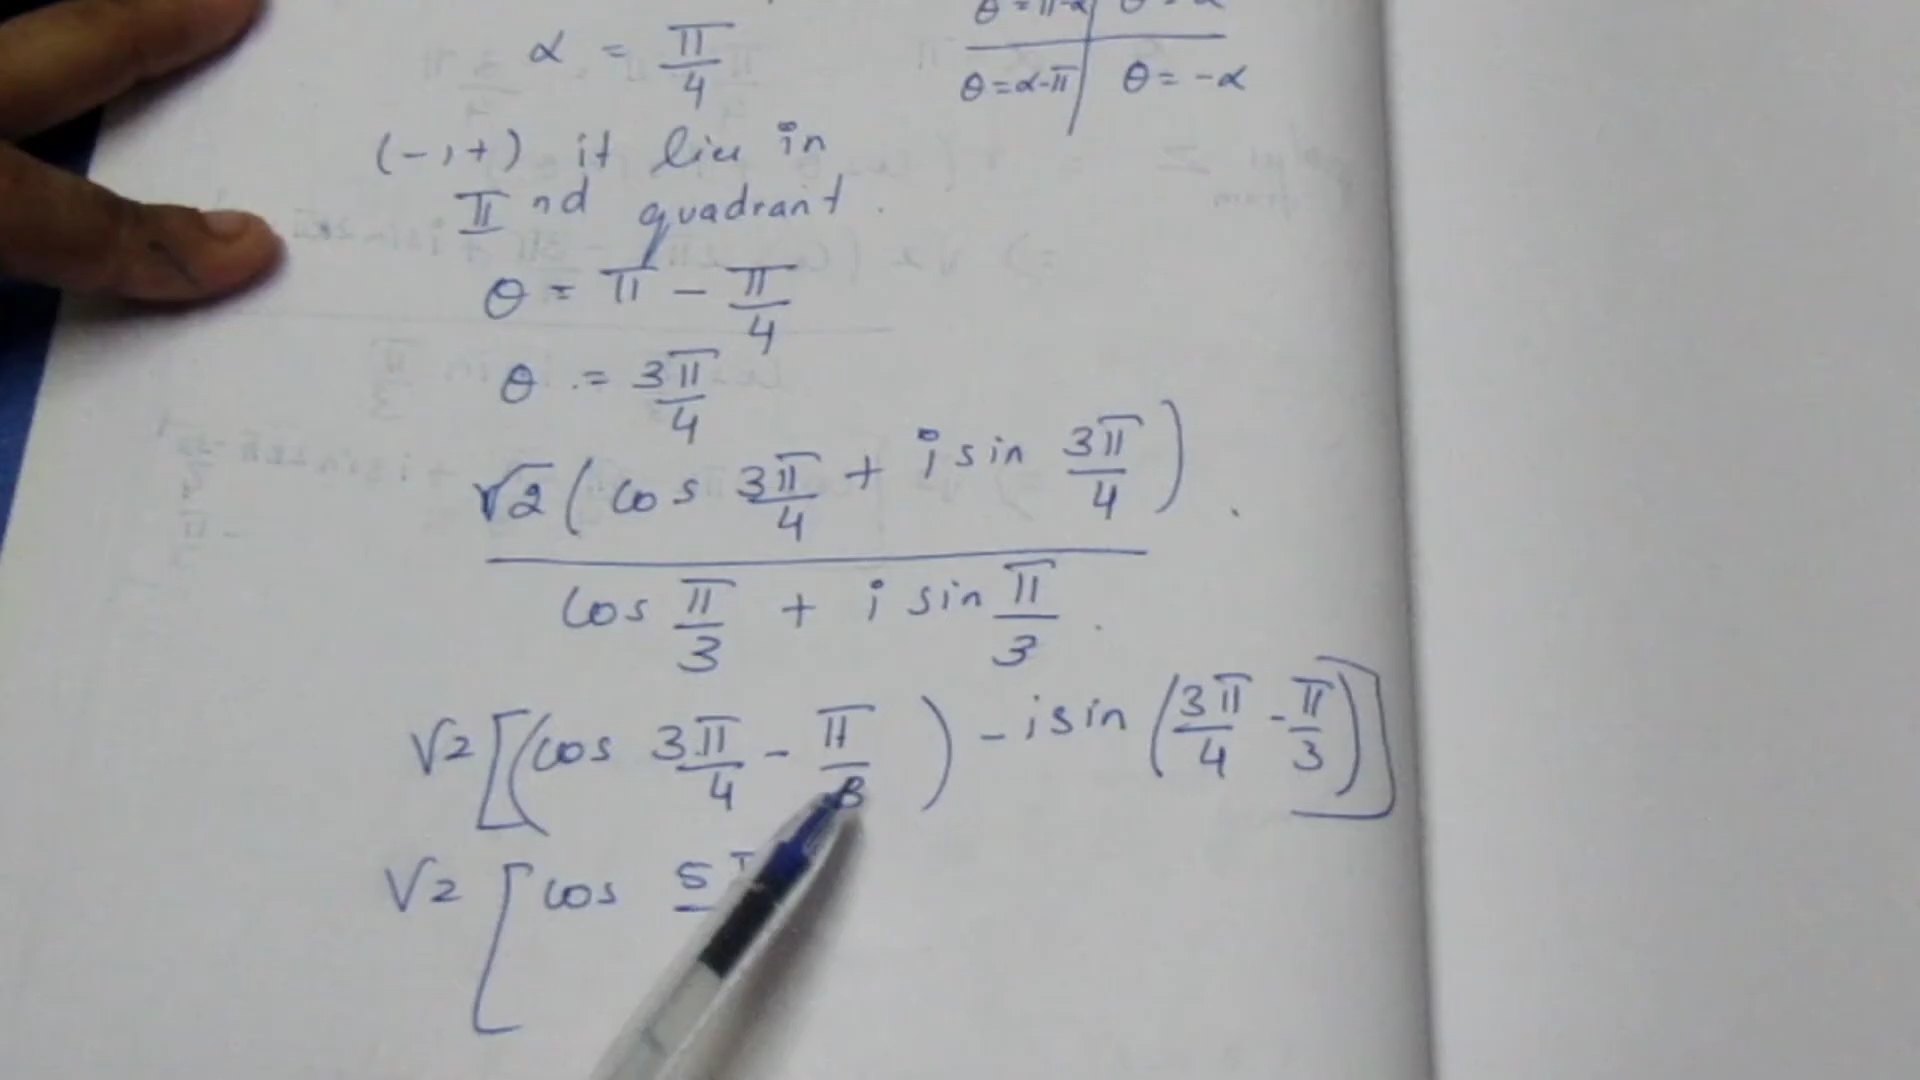 θ = π-α | θ = α
α = π/4
θ = α-π | θ = -α
(-,+) it lies in
II nd quadrant.
θ = π - π/4
θ = 3π/4
√2 ( cos 3π/4 + i sin 3π/4 )
cos π/3 + i sin π/3
√2 [ ( cos 3π/4 - π/3 ) - i sin ( 3π/4 - π/3 ) ]
√2 [ cos 5π